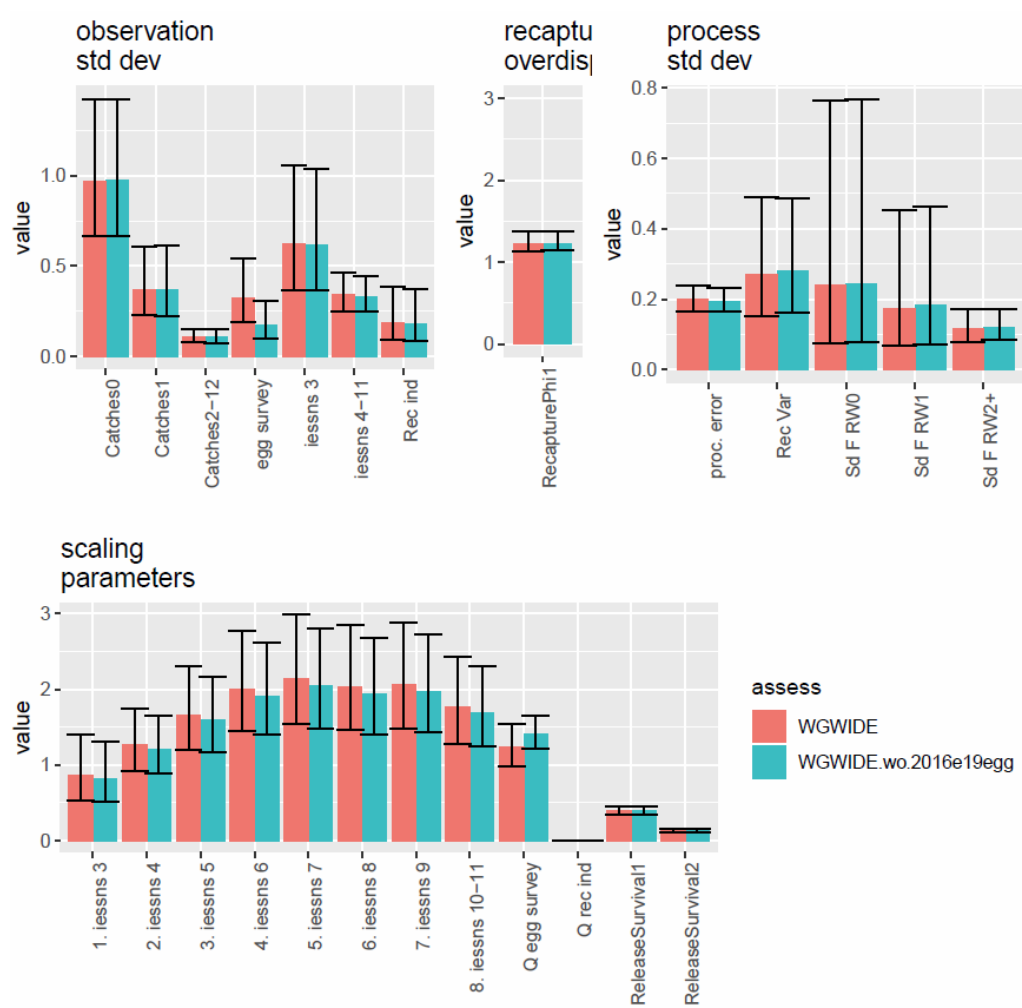 observation
std dev
recaptu
overdisp
process
std dev
value
1.0
0.5
0.0
Catches0
Catches1
Catches2−12
egg survey
iessns 3
iessns 4−11
Rec ind
value
3
2
1
0
RecapturePhi1
value
0.8
0.6
0.4
0.2
0.0
proc. error
Rec Var
Sd F RW0
Sd F RW1
Sd F RW2+
scaling
parameters
value
3
2
1
0
1. iessns 3
2. iessns 4
3. iessns 5
4. iessns 6
5. iessns 7
6. iessns 8
7. iessns 9
8. iessns 10−11
Q egg survey
Q rec ind
ReleaseSurvival1
ReleaseSurvival2
assess
WGWIDE
WGWIDE.wo.2016e19egg